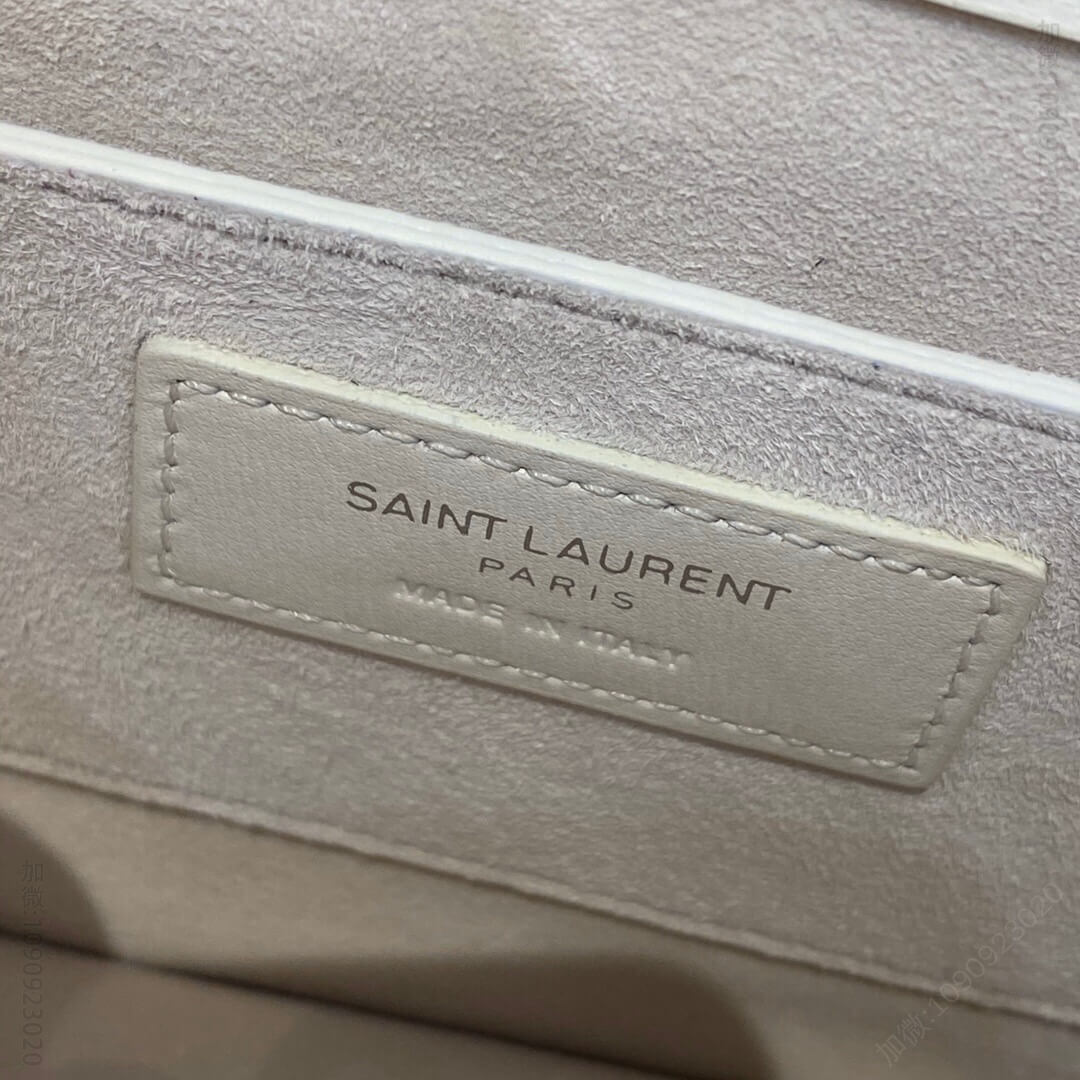 SAINT LAURENT
PARIS
MADE IN ITALY
加微:1090923020
加微:1090923020